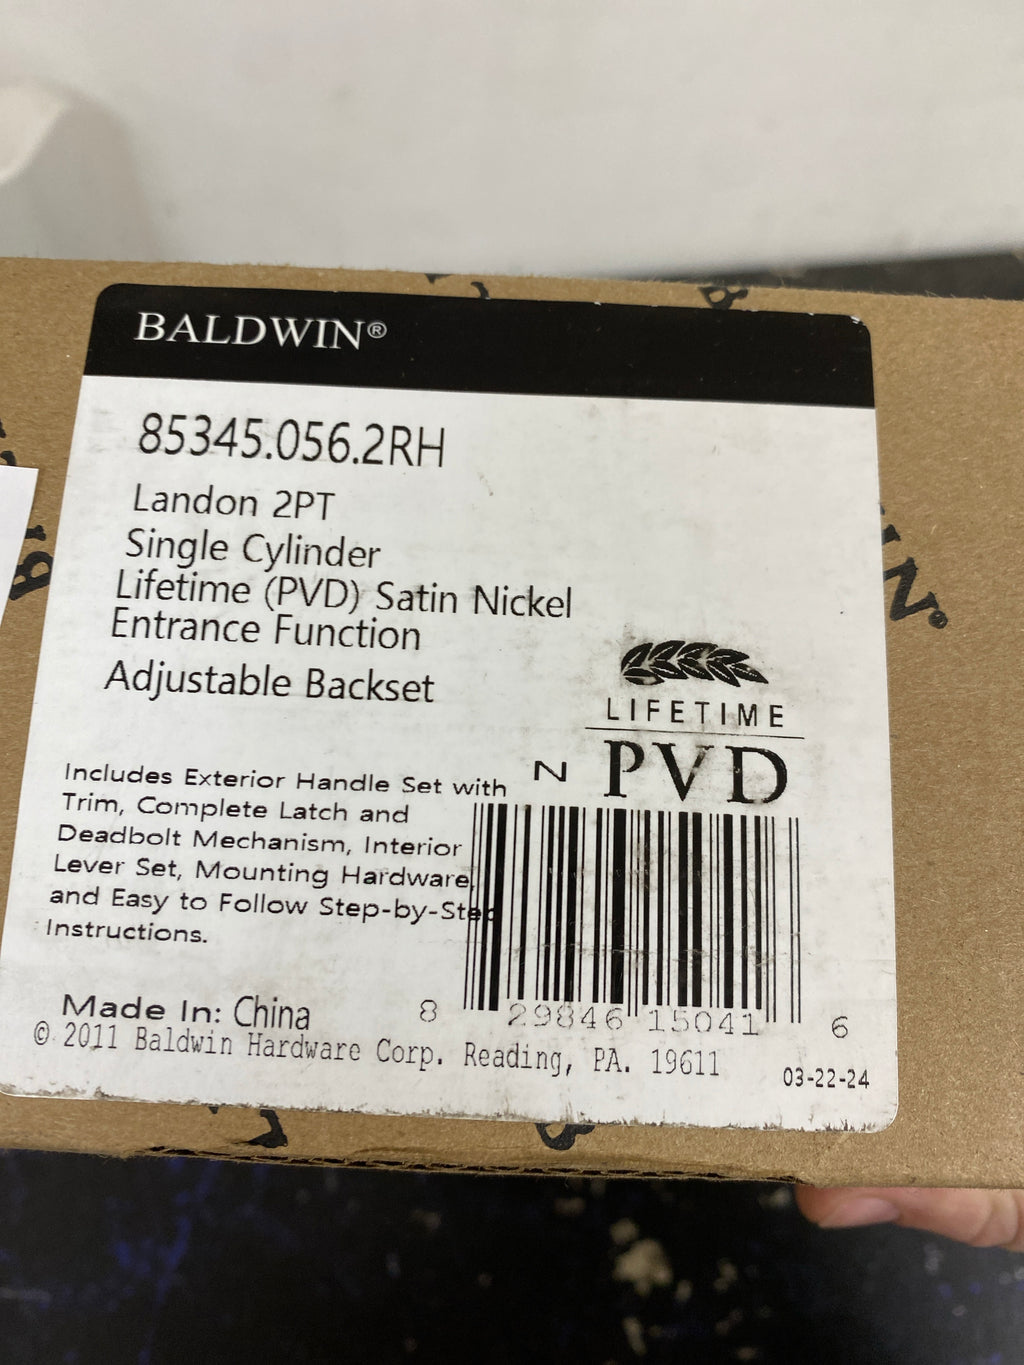 BALDWIN®
85345.056.2RH
Landon 2PT
Single Cylinder
Lifetime (PVD) Satin Nickel
Entrance Function
Adjustable Backset
LIFETIME
PVD
N
Includes Exterior Handle Set with
Trim, Complete Latch and
Deadbolt Mechanism, Interior
Lever Set, Mounting Hardware,
and Easy to Follow Step-by-Step
Instructions.
Made In: China
8 29846 15041 6
© 2011 Baldwin Hardware Corp. Reading, PA. 19611
03-22-24